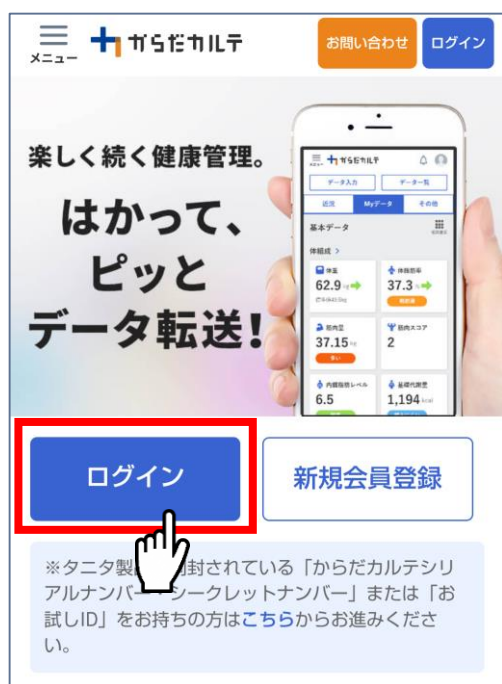 メニュー
からだカルテ
お問い合わせ
ログイン
楽しく続く健康管理。
はかって、
ピッと
データ転送!
からだカルテ
データ入力
データ一覧
近況
Myデータ
その他
基本データ
体組成 >
体重
62.9 kg
体脂肪率
37.3 %
筋肉量
37.15 kg
筋肉スコア
2
内臓脂肪レベル
6.5
基礎代謝量
1,194 kcal
ログイン
新規会員登録
※タニタ製品に同封されている「からだカルテシリ
アルナンバー・シークレットナンバー」または「お
試しID」をお持ちの方はこちらからお進みくださ
い。